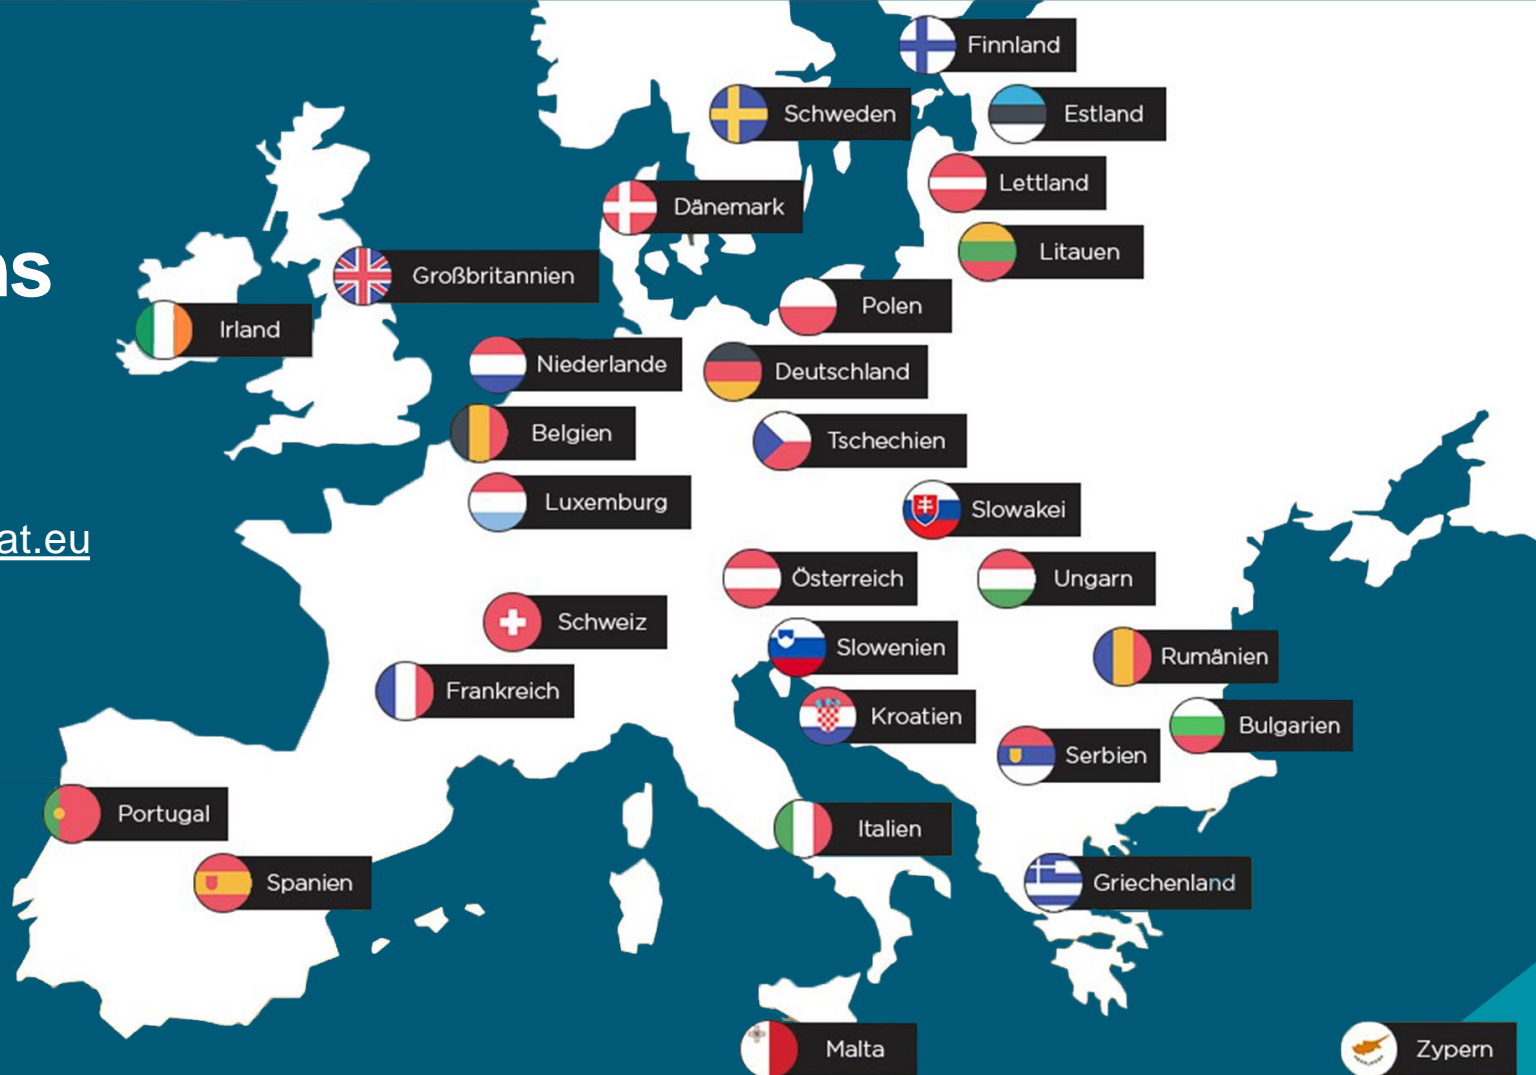 Finnland
Schweden
Estland
Lettland
Dänemark
Litauen
ns
Großbritannien
Polen
Irland
Niederlande
Deutschland
Belgien
Tschechien
Luxemburg
Slowakei
at.eu
Österreich
Ungarn
Schweiz
Slowenien
Rumänien
Frankreich
Kroatien
Bulgarien
Serbien
Portugal
Italien
Spanien
Griechenland
Malta
Zypern